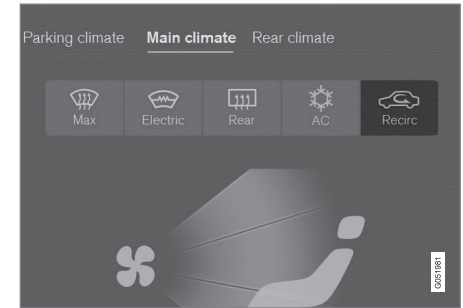 Parking climate Main climate Rear climate
Max Electric Rear AC Recirc
G051981